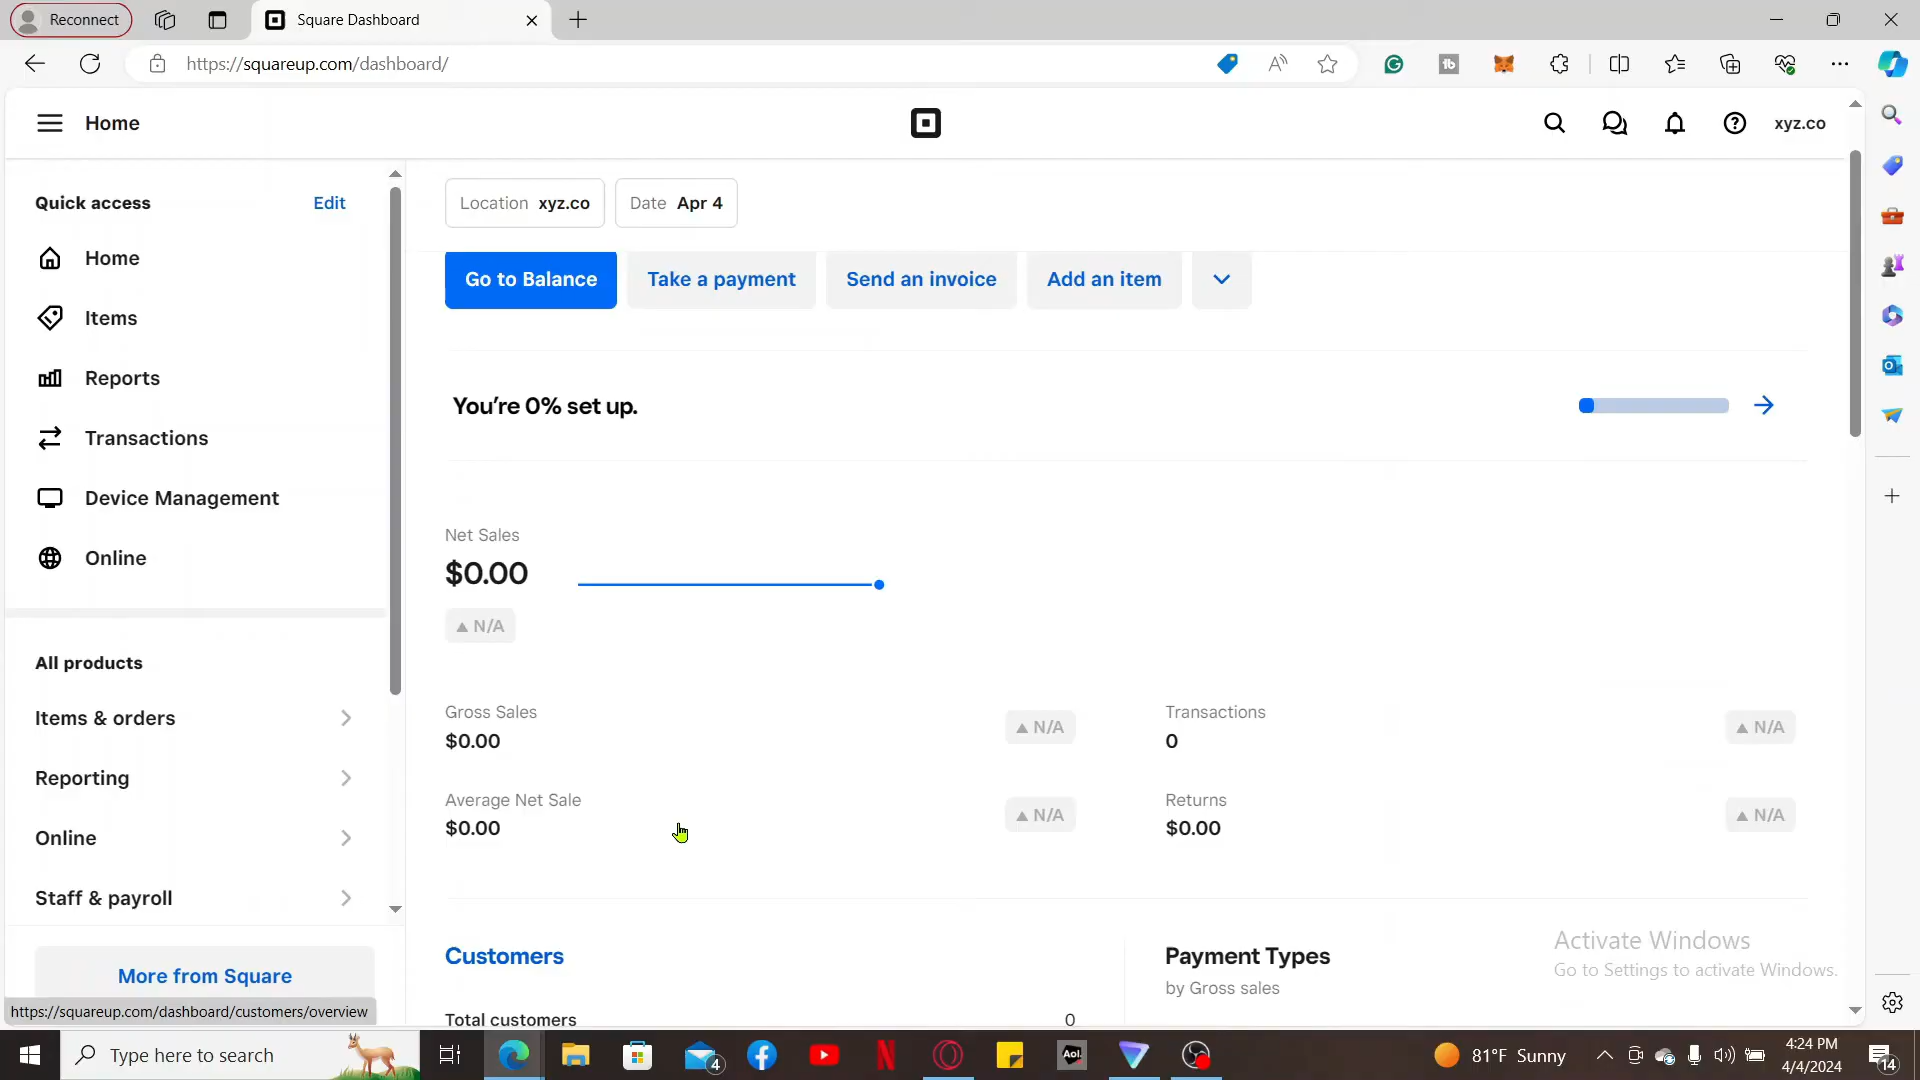 Reconnect
Square Dashboard
https://squareup.com/dashboard/
Home
xyz.co
Quick access
Edit
Home
Items
Reports
Transactions
Device Management
Online
All products
Items & orders
Reporting
Online
Staff & payroll
More from Square
https://squareup.com/dashboard/customers/overview
Location xyz.co
Date Apr 4
Go to Balance
Take a payment
Send an invoice
Add an item
You're 0% set up.
Net Sales
$0.00
N/A
Gross Sales
$0.00
N/A
Transactions
0
N/A
Average Net Sale
$0.00
N/A
Returns
$0.00
N/A
Customers
Total customers 0
Payment Types
by Gross sales
Activate Windows
Go to Settings to activate Windows.
Type here to search
4
Aol.
81°F Sunny
4:24 PM
4/4/2024
14